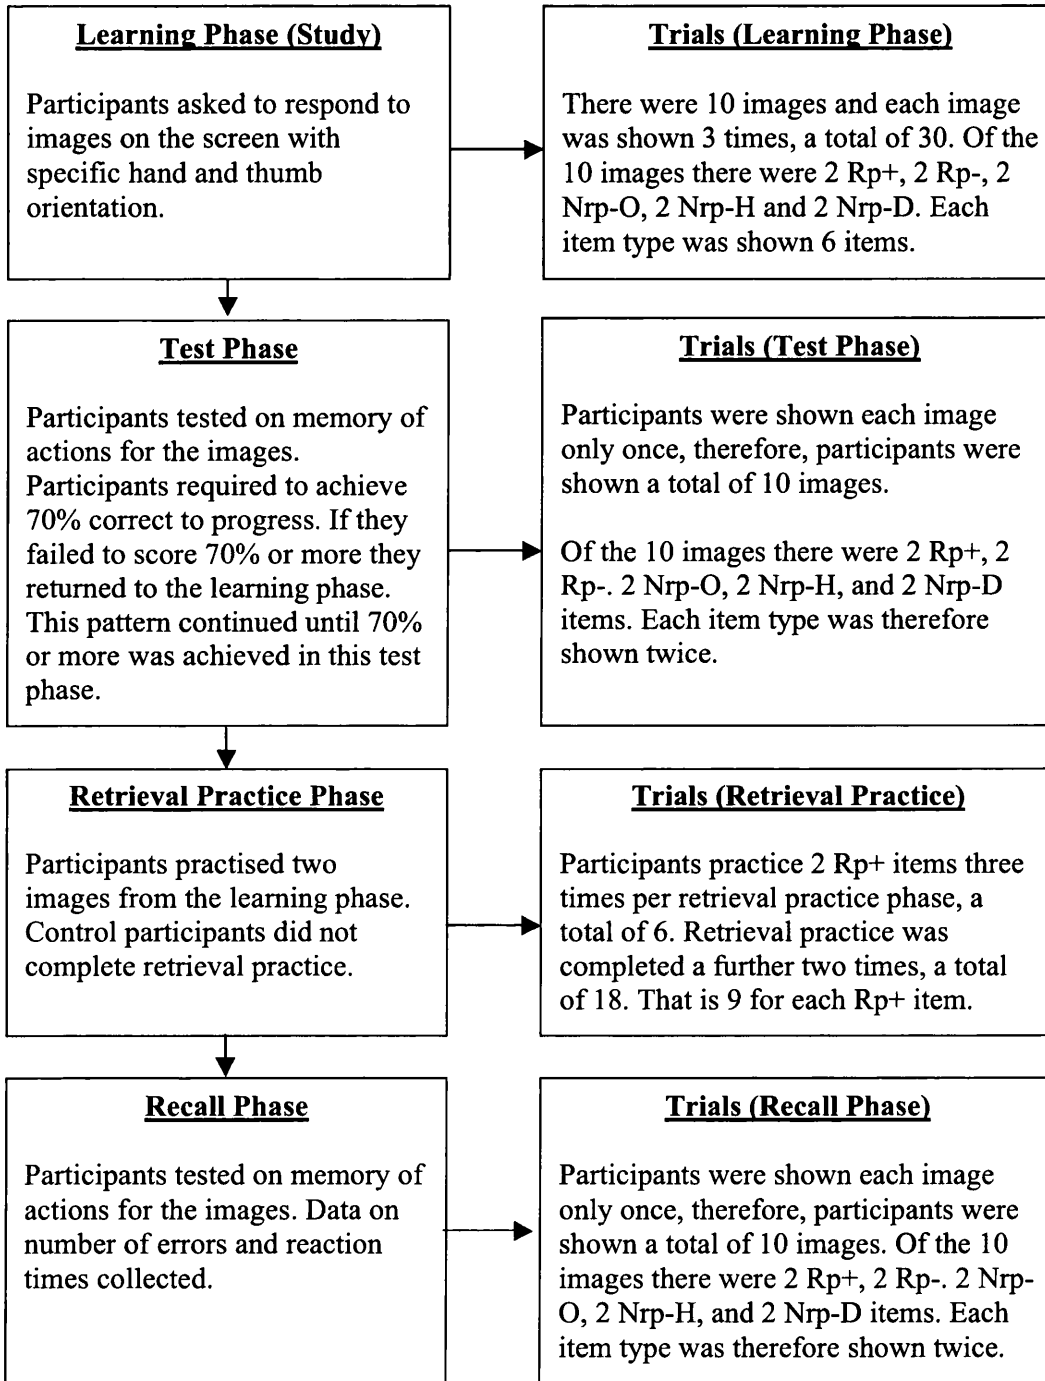 Learning Phase (Study)
Participants asked to respond to
images on the screen with
specific hand and thumb
orientation.
Trials (Learning Phase)
There were 10 images and each image
was shown 3 times, a total of 30. Of the
10 images there were 2 Rp+, 2 Rp-, 2
Nrp-O, 2 Nrp-H and 2 Nrp-D. Each
item type was shown 6 items.
Test Phase
Participants tested on memory of
actions for the images.
Participants required to achieve
70% correct to progress. If they
failed to score 70% or more they
returned to the learning phase.
This pattern continued until 70%
or more was achieved in this test
phase.
Trials (Test Phase)
Participants were shown each image
only once, therefore, participants were
shown a total of 10 images.
Of the 10 images there were 2 Rp+, 2
Rp-. 2 Nrp-O, 2 Nrp-H, and 2 Nrp-D
items. Each item type was therefore
shown twice.
Retrieval Practice Phase
Participants practised two
images from the learning phase.
Control participants did not
complete retrieval practice.
Trials (Retrieval Practice)
Participants practice 2 Rp+ items three
times per retrieval practice phase, a
total of 6. Retrieval practice was
completed a further two times, a total
of 18. That is 9 for each Rp+ item.
Recall Phase
Participants tested on memory of
actions for the images. Data on
number of errors and reaction
times collected.
Trials (Recall Phase)
Participants were shown each image
only once, therefore, participants were
shown a total of 10 images. Of the 10
images there were 2 Rp+, 2 Rp-. 2 Nrp-
O, 2 Nrp-H, and 2 Nrp-D items. Each
item type was therefore shown twice.